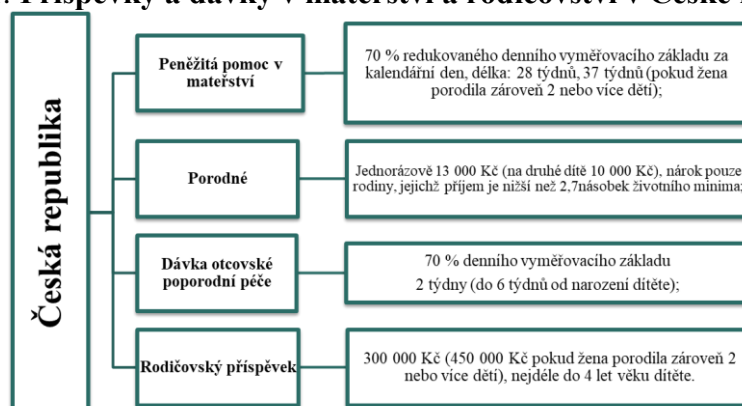 Příspěvky a dávky v mateřství a rodičovství v České
Česká republika
Peněžitá pomoc v
mateřství
70 % redukovaného denního vyměřovacího základu za
kalendářní den, délka: 28 týdnů, 37 týdnů (pokud žena
porodila zároveň 2 nebo více dětí);
Porodné
Jednorázově 13 000 Kč (na druhé dítě 10 000 Kč), nárok pouze
rodiny, jejichž příjem je nižší než 2,7násobek životního minima;
Dávka otcovské
poporodní péče
70 % denního vyměřovacího základu
2 týdny (do 6 týdnů od narození dítěte);
Rodičovský příspěvek
300 000 Kč (450 000 Kč pokud žena porodila zároveň 2
nebo více dětí), nejdéle do 4 let věku dítěte.